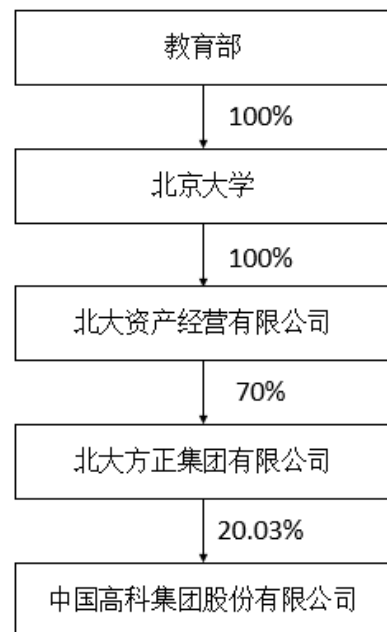 教育部
100%
北京大学
100%
北大资产经营有限公司
70%
北大方正集团有限公司
20.03%
中国高科集团股份有限公司